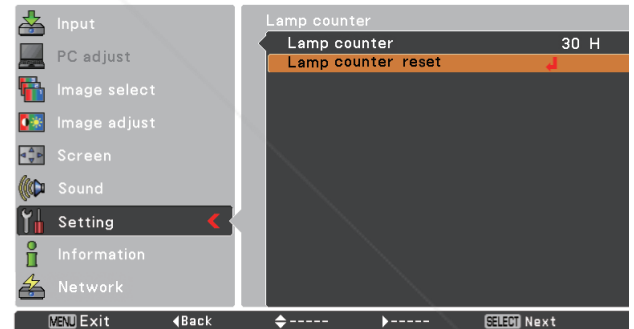 Input
PC adjust
Image select
Image adjust
Screen
Sound
Setting
Information
Network
Lamp counter
Lamp counter 30 H
Lamp counter reset
MENU Exit Back ----- ----- SELECT Next